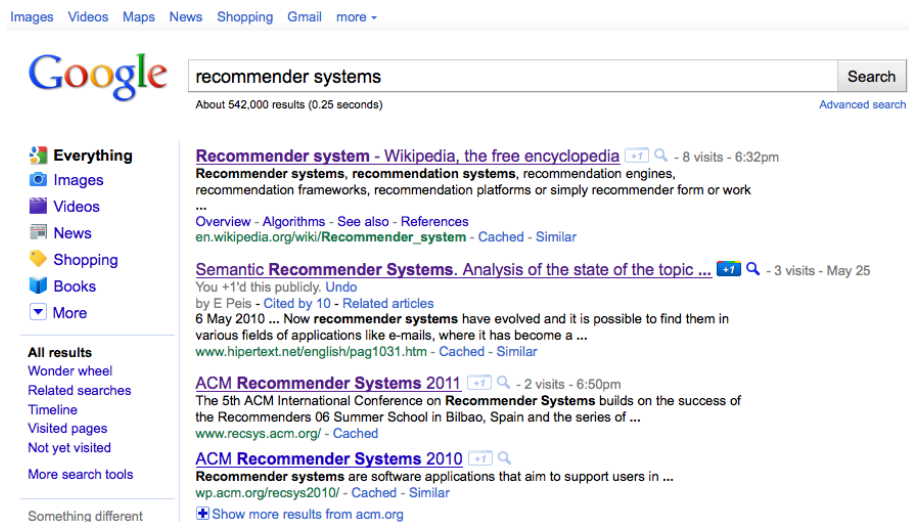 Images Videos Maps News Shopping Gmail more
Google
recommender systems
Search
About 542,000 results (0.25 seconds)
Advanced search
Everything
Images
Videos
News
Shopping
Books
More
All results
Wonder wheel
Related searches
Timeline
Visited pages
Not yet visited
More search tools
Something different
Recommender system - Wikipedia, the free encyclopedia +1 - 8 visits - 6:32pm
Recommender systems, recommendation systems, recommendation engines,
recommendation frameworks, recommendation platforms or simply recommender form or work
...
Overview - Algorithms - See also - References
en.wikipedia.org/wiki/Recommender_system - Cached - Similar
Semantic Recommender Systems. Analysis of the state of the topic ... +1 - 3 visits - May 25
You +1'd this publicly. Undo
by E Peis - Cited by 10 - Related articles
6 May 2010 ... Now recommender systems have evolved and it is possible to find them in
various fields of applications like e-mails, where it has become a ...
www.hipertext.net/english/pag1031.htm - Cached - Similar
ACM Recommender Systems 2011 +1 - 2 visits - 6:50pm
The 5th ACM International Conference on Recommender Systems builds on the success of
the Recommenders 06 Summer School in Bilbao, Spain and the series of ...
www.recsys.acm.org/ - Cached
ACM Recommender Systems 2010 +1
Recommender systems are software applications that aim to support users in ...
wp.acm.org/recsys2010/ - Cached - Similar
Show more results from acm.org